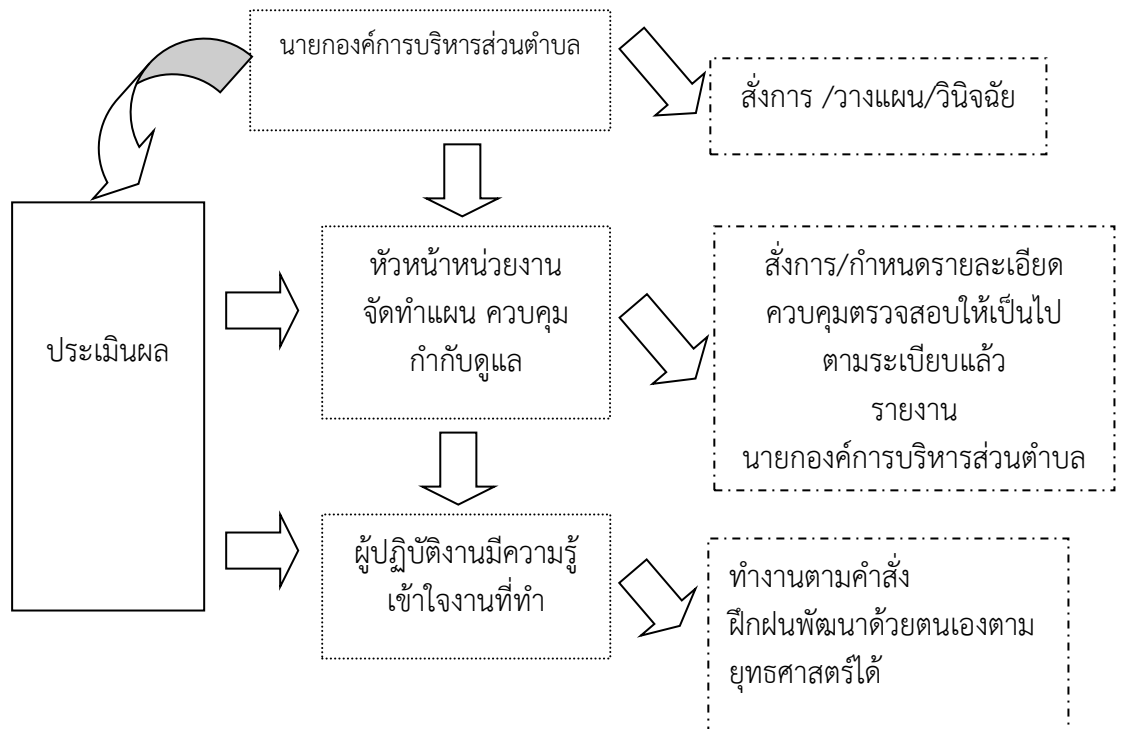 นายกองค์การบริหารส่วนตำบล
สั่งการ /วางแผน/วินิจฉัย
หัวหน้าหน่วยงาน
จัดทำแผน ควบคุม
กำกับดูแล
สั่งการ/กำหนดรายละเอียด
ควบคุมตรวจสอบให้เป็นไป
ตามระเบียบแล้ว
รายงาน
นายกองค์การบริหารส่วนตำบล
ประเมินผล
ผู้ปฏิบัติงานมีความรู้
เข้าใจงานที่ทำ
ทำงานตามคำสั่ง
ฝึกฝนพัฒนาด้วยตนเองตาม
ยุทธศาสตร์ได้